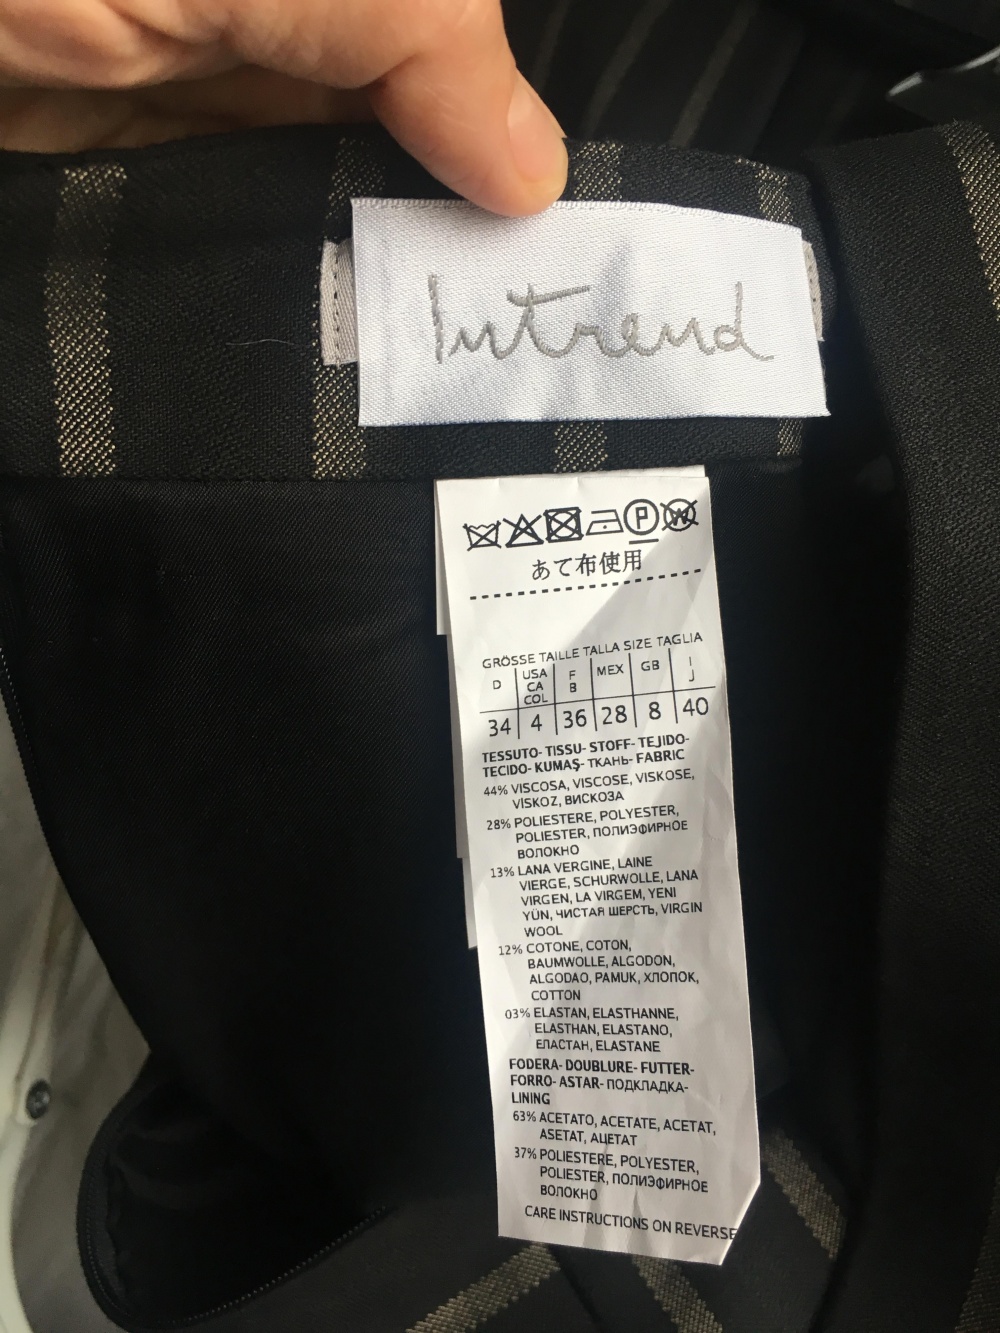 Intrend
P W
あて布使用
GRÖSSE TAILLE TALLA SIZE TAGLIA
D USA CA COL F B MEX GB I J
34 4 36 28 8 40
TESSUTO- TISSU- STOFF- TEJIDO-
TECIDO- KUMAŞ- ТКАНЬ- FABRIC
44% VISCOSA, VISCOSE, VISKOSE,
VISKOZ, ВИСКОЗА
28% POLIESTERE, POLYESTER,
POLIESTER, ПОЛИЭФИРНОЕ
ВОЛОКНО
13% LANA VERGINE, LAINE
VIERGE, SCHURWOLLE, LANA
VIRGEN, LA VIRGEM, YENI
YÜN, ЧИСТАЯ ШЕРСТЬ, VIRGIN
WOOL
12% COTONE, COTON,
BAUMWOLLE, ALGODON,
ALGODAO, PAMUK, ХЛОПОК,
COTTON
03% ELASTAN, ELASTHANNE,
ELASTHAN, ELASTANO,
ЕЛАСТАН, ELASTANE
FODERA- DOUBLURE- FUTTER-
FORRO- ASTAR- ПОДКЛАДКА-
LINING
63% ACETATO, ACETATE, ACETAT,
ASETAT, АЦЕТАТ
37% POLIESTERE, POLYESTER,
POLIESTER, ПОЛИЭФИРНОЕ
ВОЛОКНО
CARE INSTRUCTIONS ON REVERSE